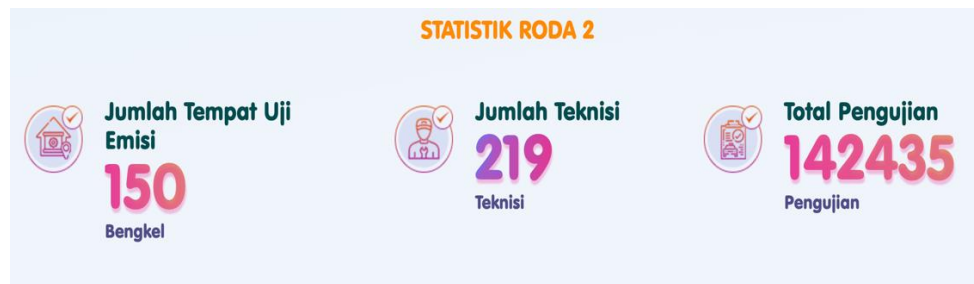 STATISTIK RODA 2
Jumlah Tempat Uji
Emisi
150
Bengkel
Jumlah Teknisi
219
Teknisi
Total Pengujian
142435
Pengujian